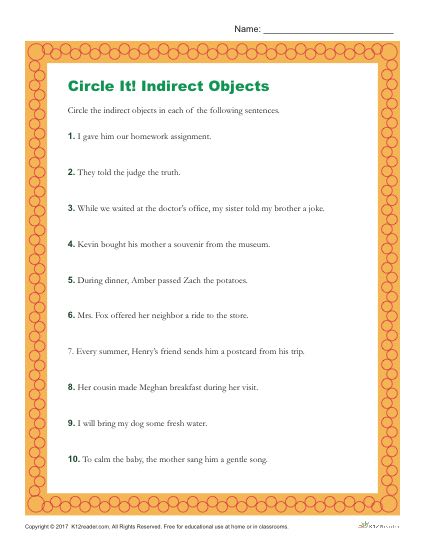 Name: ____________________
Circle It! Indirect Objects
Circle the indirect objects in each of the following sentences.
1. I gave him our homework assignment.
2. They told the judge the truth.
3. While we waited at the doctor's office, my sister told my brother a joke.
4. Kevin bought his mother a souvenir from the museum.
5. During dinner, Amber passed Zach the potatoes.
6. Mrs. Fox offered her neighbor a ride to the store.
7. Every summer, Henry's friend sends him a postcard from his trip.
8. Her cousin made Meghan breakfast during her visit.
9. I will bring my dog some fresh water.
10. To calm the baby, the mother sang him a gentle song.
Copyright © 2017 K12reader.com. All Rights Reserved. Free for educational use at home or in classrooms.
K12Reader